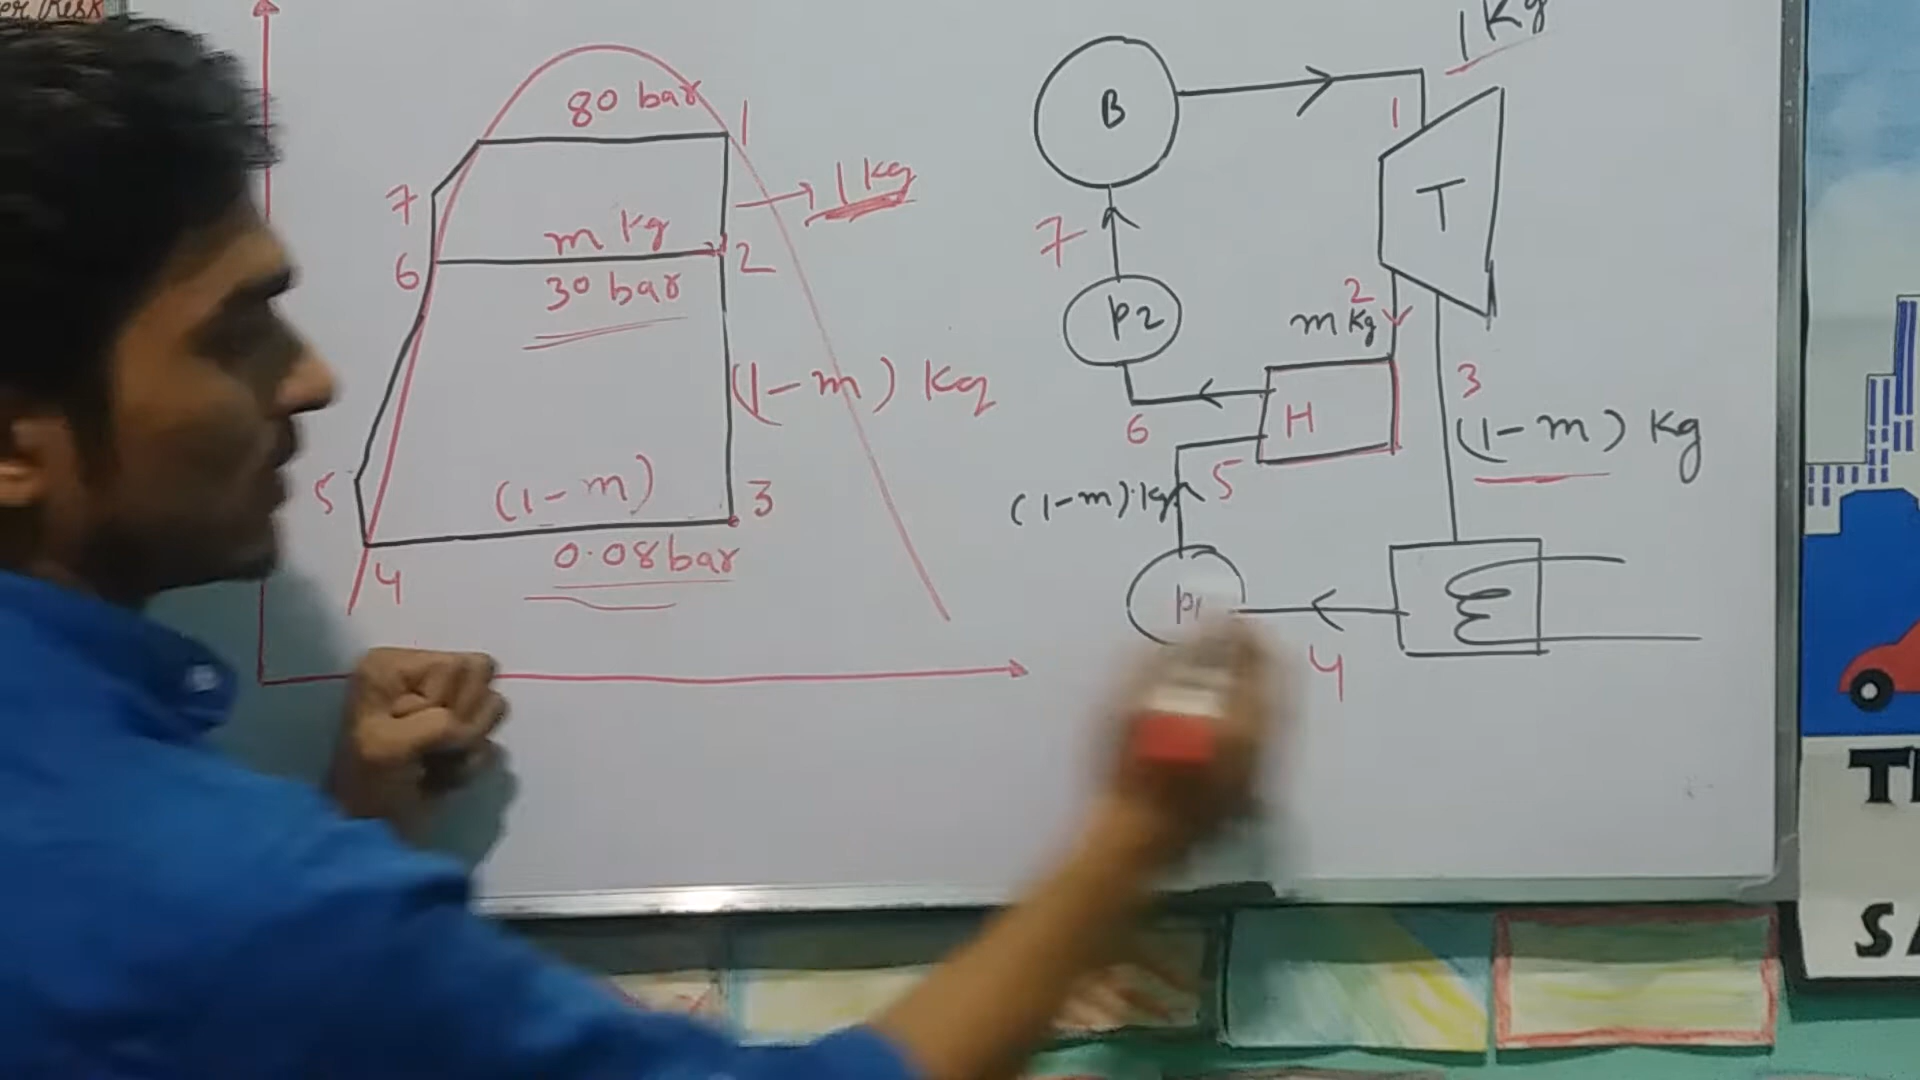 80 bar
1
1 kg
7
m kg
6
2
30 bar
(1-m) kg
5
(1-m)
3
0.08 bar
4
1 kg
B
1
T
7
P2
2
m kg
3
6
H
(1-m) kg
5
(1-m) kg
P1
4
T
S